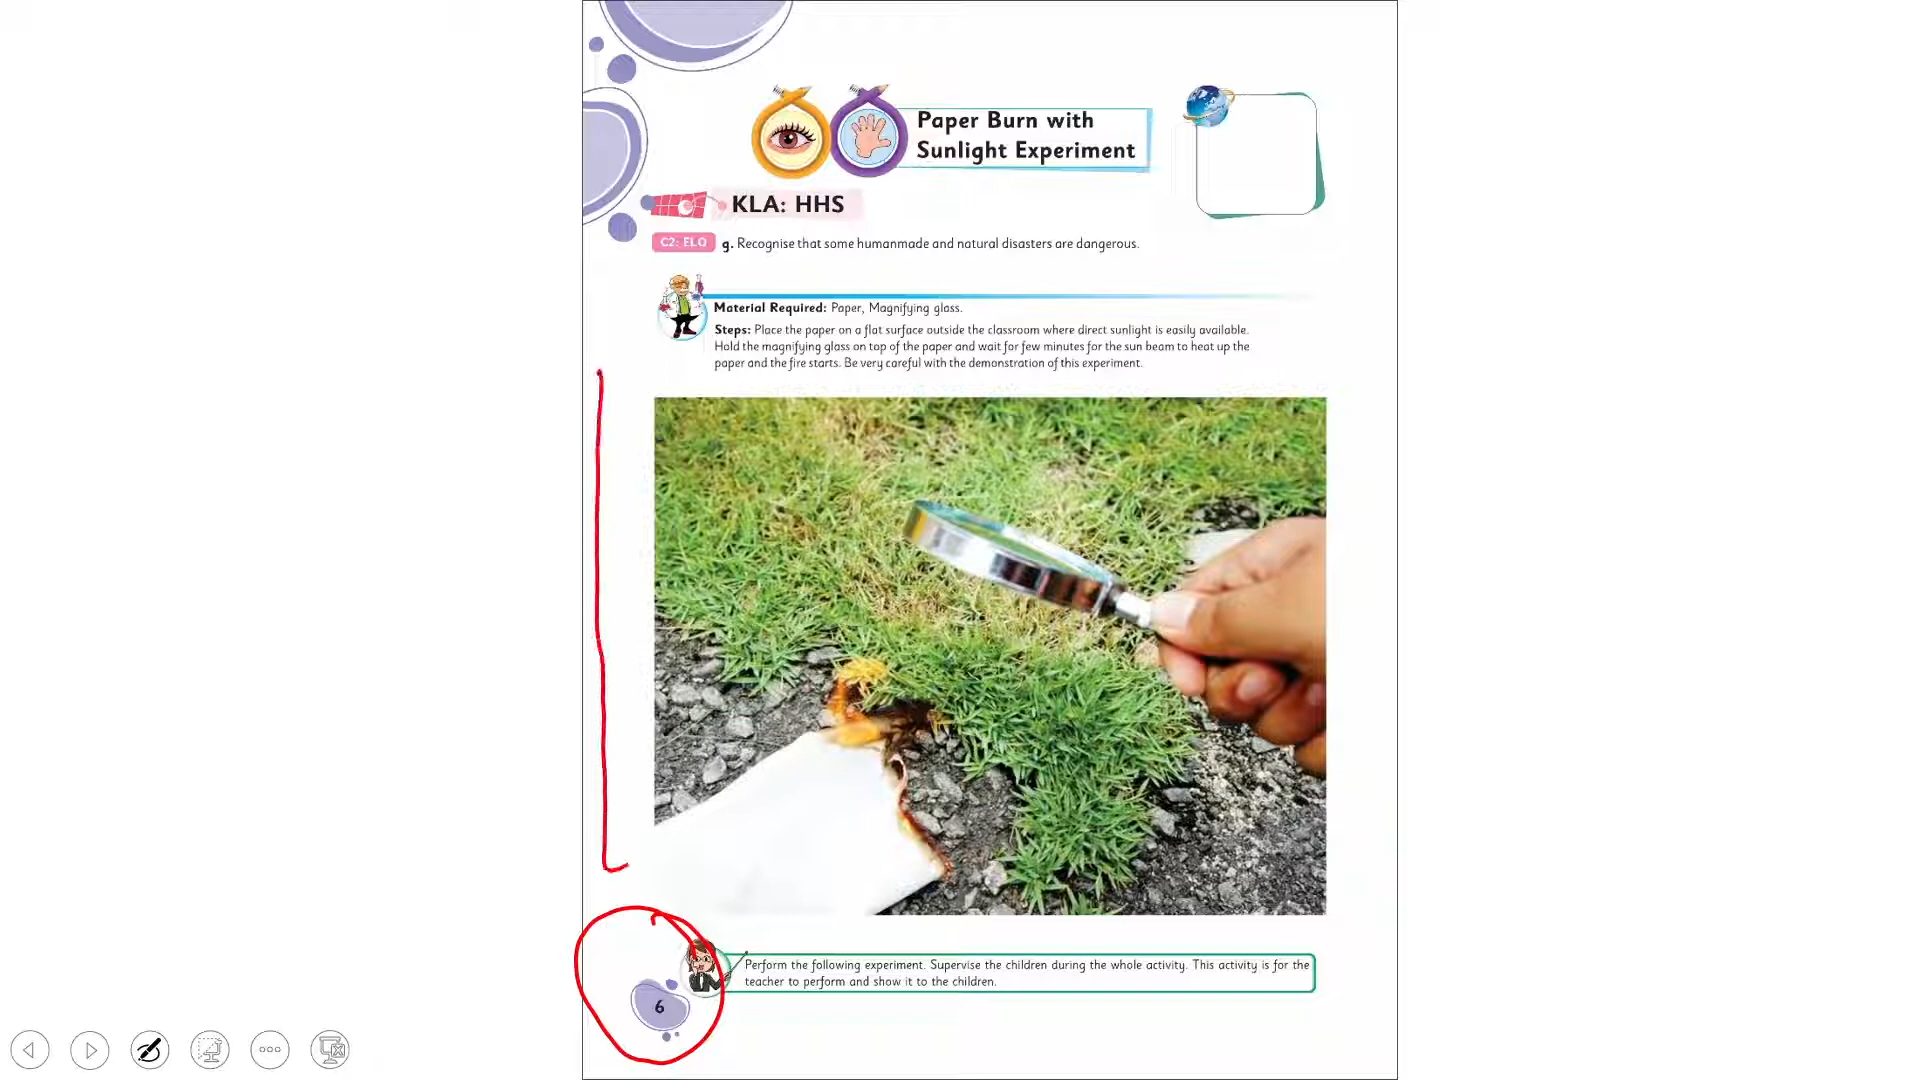 Paper Burn with
Sunlight Experiment
KLA: HHS
C2: ELO g. Recognise that some humanmade and natural disasters are dangerous.
Material Required: Paper, Magnifying glass.
Steps: Place the paper on a flat surface outside the classroom where direct sunlight is easily available.
Hold the magnifying glass on top of the paper and wait for few minutes for the sun beam to heat up the
paper and the fire starts. Be very careful with the demonstration of this experiment.
Perform the following experiment. Supervise the children during the whole activity. This activity is for the
teacher to perform and show it to the children.
6